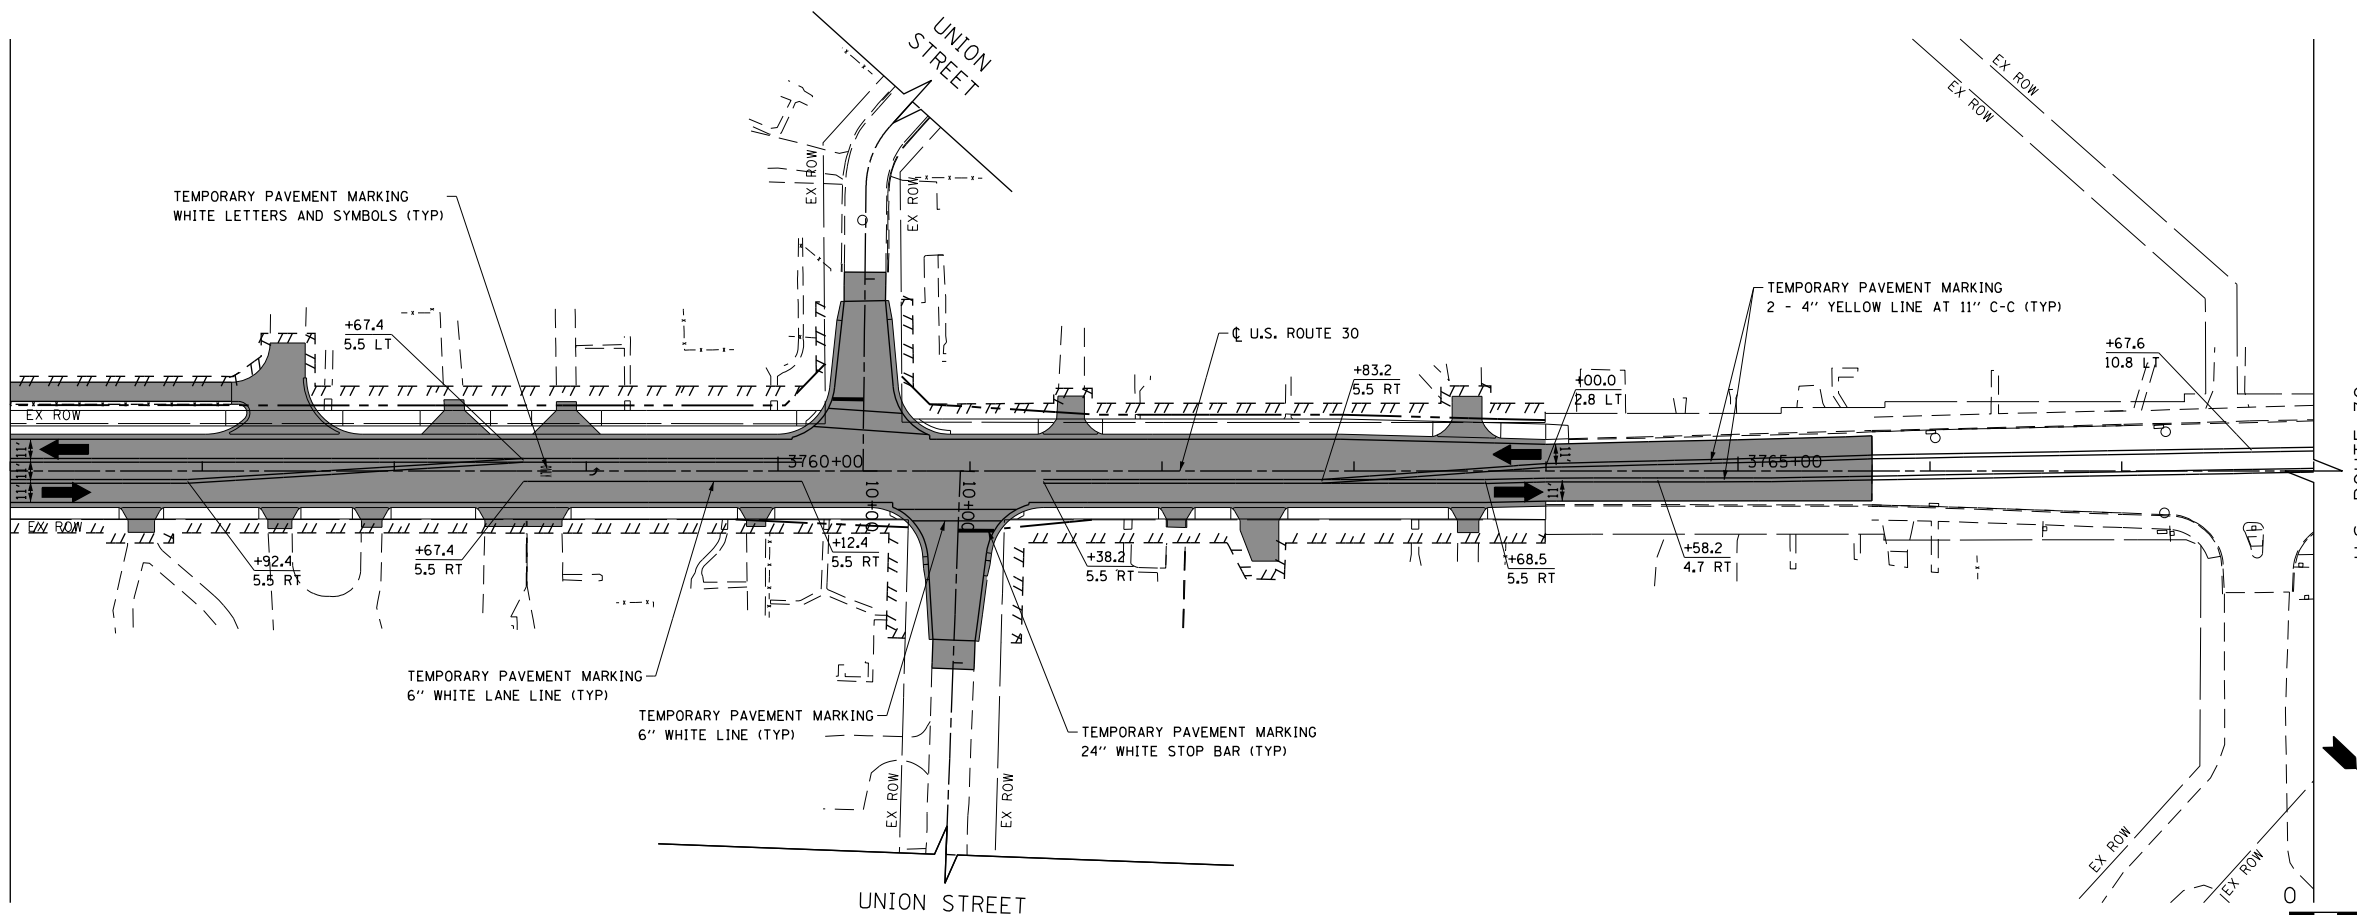 UNION
STREET
EX ROW
EX ROW
EX ROW
EX ROW
TEMPORARY PAVEMENT MARKING
WHITE LETTERS AND SYMBOLS (TYP)
TEMPORARY PAVEMENT MARKING
2 - 4" YELLOW LINE AT 11" C-C (TYP)
+67.4
5.5 LT
℄ U.S. ROUTE 30
+67.6
10.8 LT
+83.2
5.5 RT
+00.0
2.8 LT
EX ROW
11'
11'
11'
3760+00
3765+00
11'
11'
10+00
10+00
EX ROW
+92.4
5.5 RT
+67.4
5.5 RT
+12.4
5.5 RT
+38.2
5.5 RT
+68.5
5.5 RT
+58.2
4.7 RT
TEMPORARY PAVEMENT MARKING
6" WHITE LANE LINE (TYP)
TEMPORARY PAVEMENT MARKING
6" WHITE LINE (TYP)
TEMPORARY PAVEMENT MARKING
24" WHITE STOP BAR (TYP)
EX ROW
EX ROW
EX ROW
EX ROW
UNION STREET
0